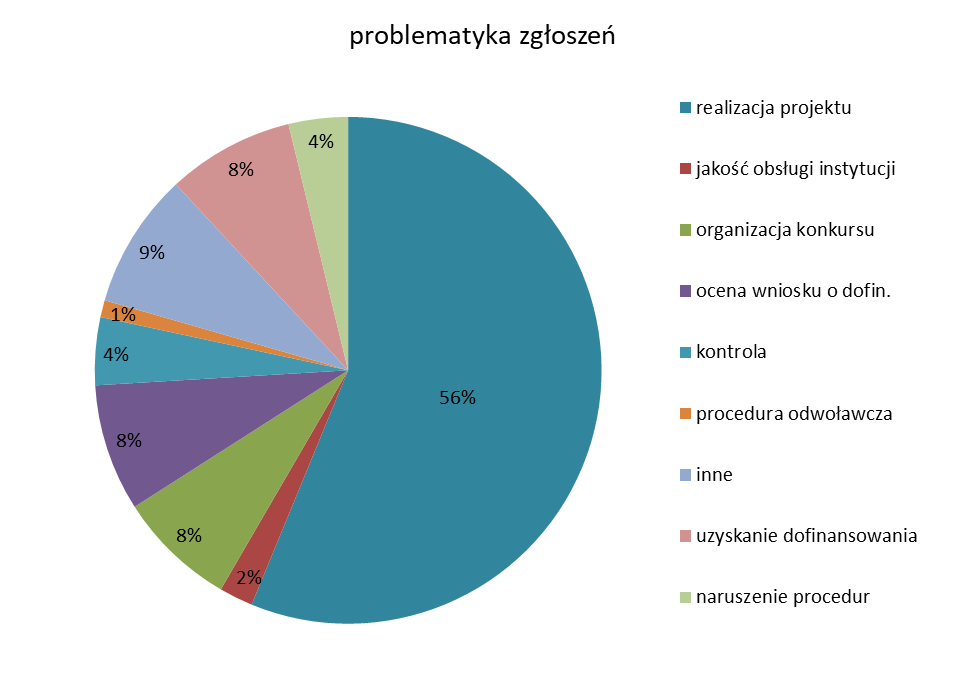 problematyka zgłoszeń
4%
8%
9%
1%
4%
8%
8%
2%
56%
realizacja projektu
jakość obsługi instytucji
organizacja konkursu
ocena wniosku o dofin.
kontrola
procedura odwoławcza
inne
uzyskanie dofinansowania
naruszenie procedur